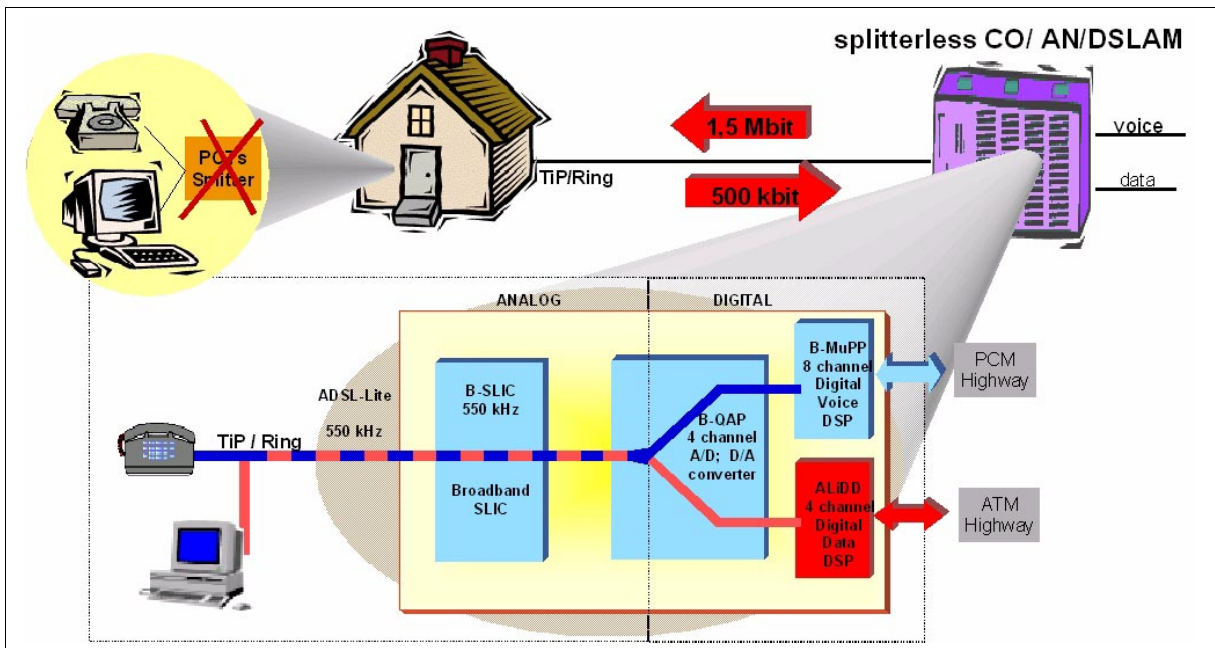 splitterless CO/ AN/DSLAM
1,5 Mbit
voice
POTs
Splitter
TiP/Ring
500 kbit
data
ANALOG
DIGITAL
B-MuPP
8 channel
Digital
Voice
DSP
PCM
Highway
ADSL-Lite
550 kHz
B-SLIC
550 kHz
Broadband
SLIC
B-QAP
4 channel
A/D; D/A
converter
TiP / Ring
ALiDD
4 channel
Digital
Data
DSP
ATM
Highway